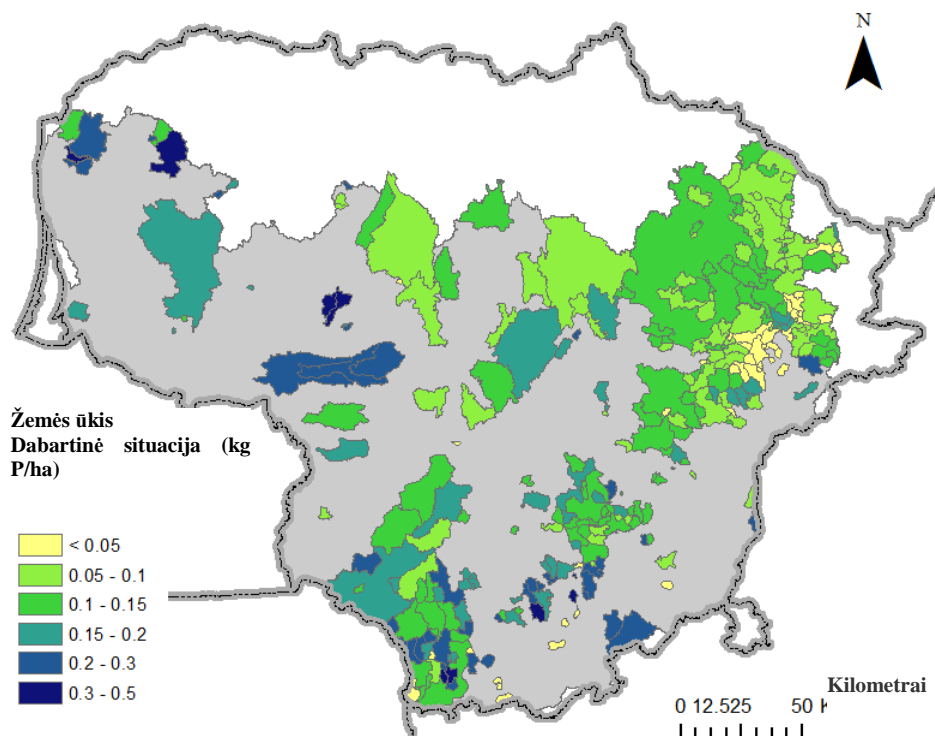 N
Žemės ūkis
Dabartinė situacija (kg
P/ha)
< 0.05
0.05 - 0.1
0.1 - 0.15
0.15 - 0.2
0.2 - 0.3
0.3 - 0.5
Kilometrai
0 12.525 50 K